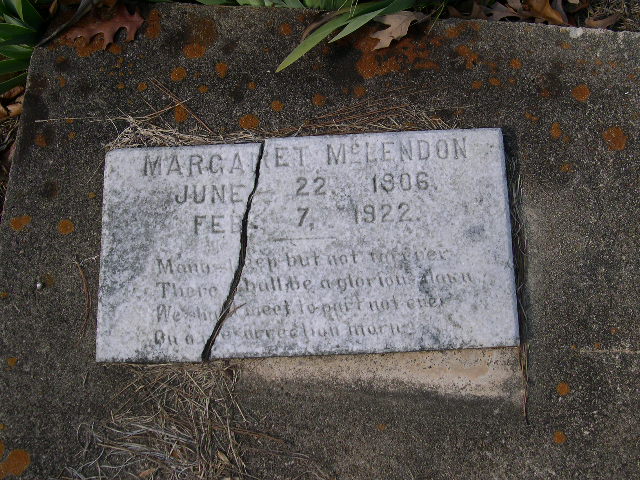 MARGARET McLENDON
JUNE 22. 1906.
FEB. 7, 1922.
but not forever
There shall be a glorious dawn
We meet to part not ever
On resurrection morn